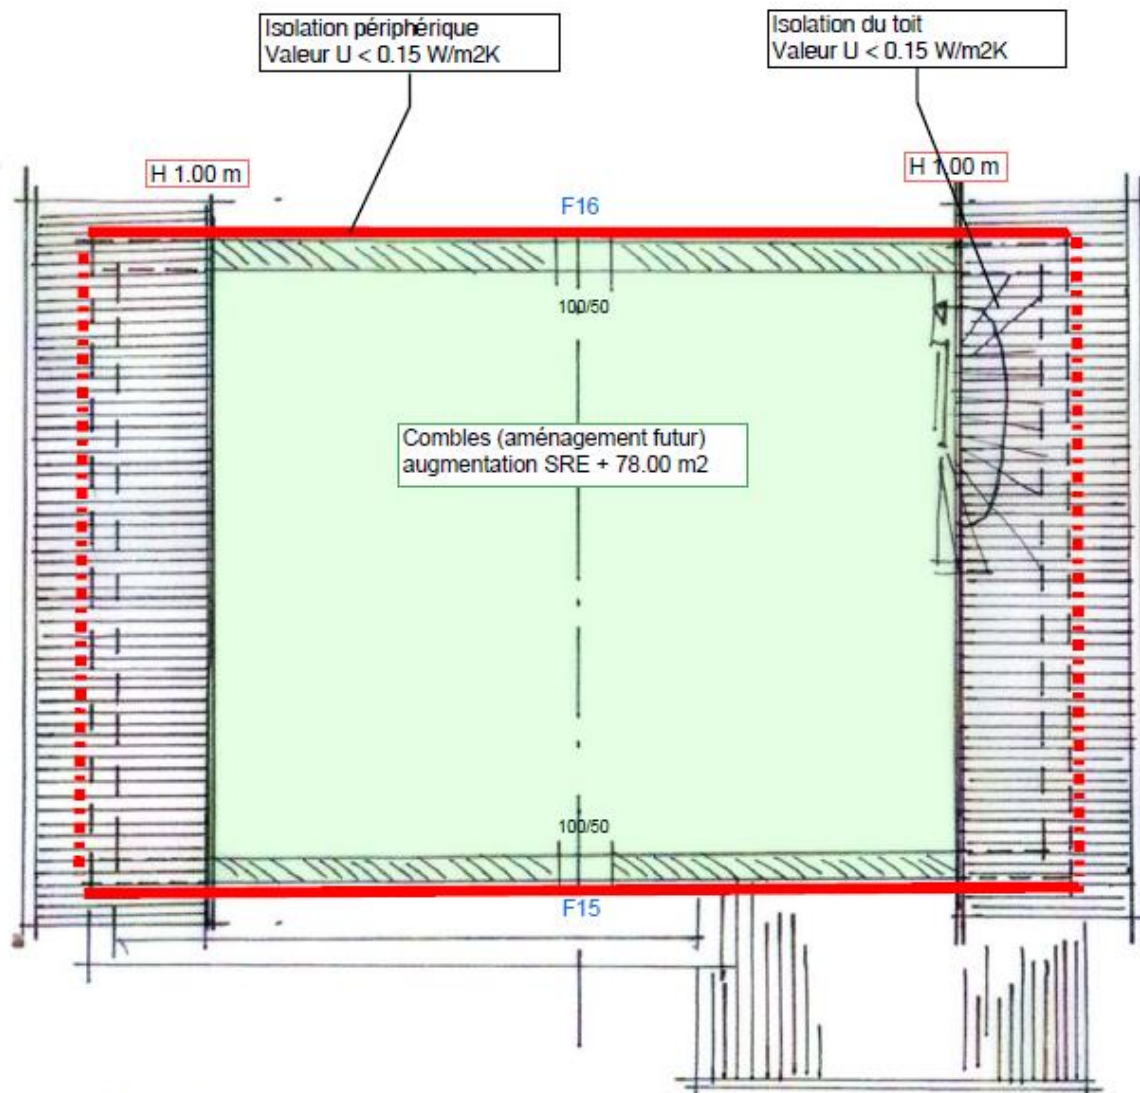 Isolation périphérique
Valeur U < 0.15 W/m2K
Isolation du toit
Valeur U < 0.15 W/m2K
H 1.00 m
H 1.00 m
F16
100/50
Combles (aménagement futur)
augmentation SRE + 78.00 m2
100/50
F15